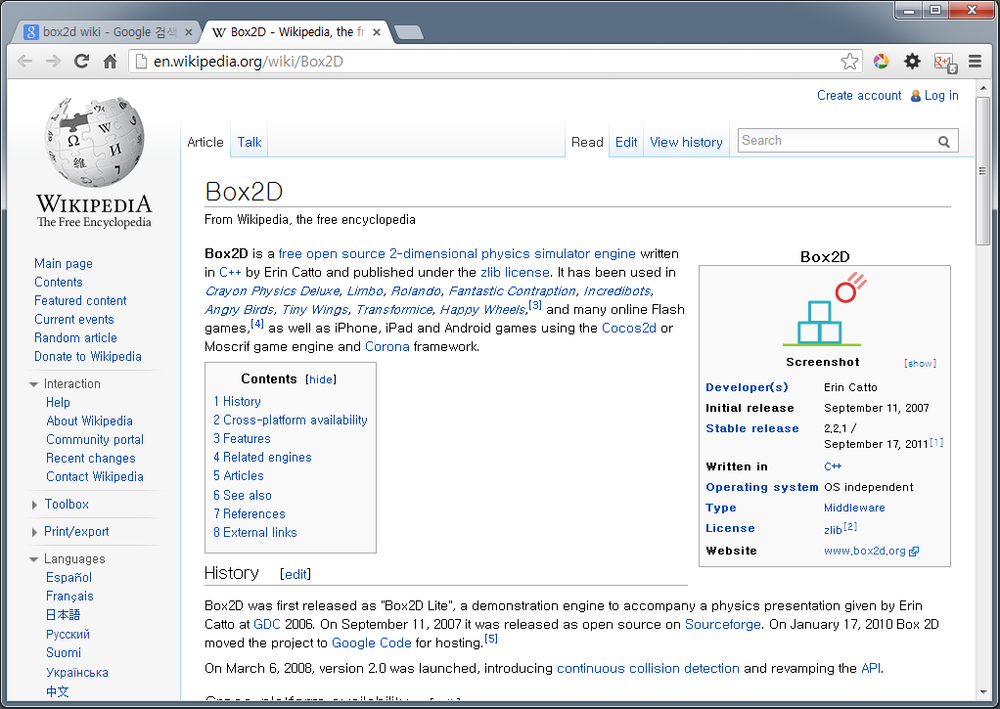 box2d wiki - Google 검색
Box2D - Wikipedia, the fr
en.wikipedia.org/wiki/Box2D
Create account Log in
Article Talk Read Edit View history Search
WIKIPEDIA
The Free Encyclopedia
Main page
Contents
Featured content
Current events
Random article
Donate to Wikipedia
Interaction
Help
About Wikipedia
Community portal
Recent changes
Contact Wikipedia
Toolbox
Print/export
Languages
Español
Français
日本語
Русский
Suomi
Українська
中文
Box2D
From Wikipedia, the free encyclopedia
Box2D is a free open source 2-dimensional physics simulator engine written
in C++ by Erin Catto and published under the zlib license. It has been used in
Crayon Physics Deluxe, Limbo, Rolando, Fantastic Contraption, Incredibots,
Angry Birds, Tiny Wings, Transformice, Happy Wheels,[3] and many online Flash
games,[4] as well as iPhone, iPad and Android games using the Cocos2d or
Moscrif game engine and Corona framework.
Contents [hide]
1 History
2 Cross-platform availability
3 Features
4 Related engines
5 Articles
6 See also
7 References
8 External links
Box2D
Screenshot [show]
Developer(s) Erin Catto
Initial release September 11, 2007
Stable release 2.2.1 /
September 17, 2011[1]
Written in C++
Operating system OS independent
Type Middleware
License zlib[2]
Website www.box2d.org
History [edit]
Box2D was first released as "Box2D Lite", a demonstration engine to accompany a physics presentation given by Erin
Catto at GDC 2006. On September 11, 2007 it was released as open source on Sourceforge. On January 17, 2010 Box 2D
moved the project to Google Code for hosting.[5]
On March 6, 2008, version 2.0 was launched, introducing continuous collision detection and revamping the API.